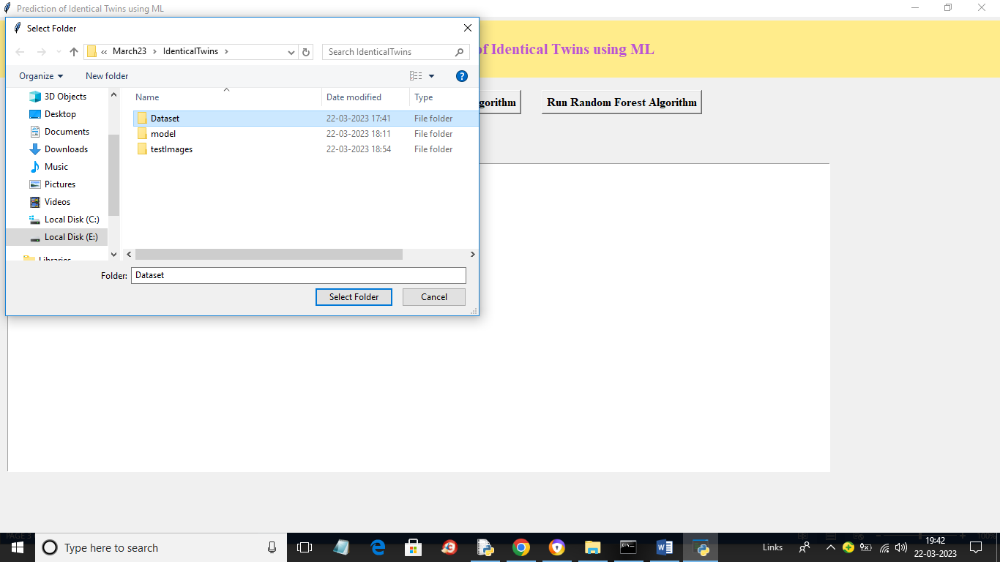 Prediction of Identical Twins using ML
Select Folder
of Identical Twins using ML
« March23 › IdenticalTwins ›
Search IdenticalTwins
Organize
New folder
?
gorithm
Run Random Forest Algorithm
Name
Date modified
Type
3D Objects
Desktop
Documents
Downloads
Music
Pictures
Videos
Local Disk (C:)
Local Disk (E:)
Libraries
Dataset 22-03-2023 17:41 File folder
model 22-03-2023 18:11 File folder
testImages 22-03-2023 18:54 File folder
Folder: Dataset
Select Folder
Cancel
PAGE 3
100%
Type here to search
Links
19:42
22-03-2023